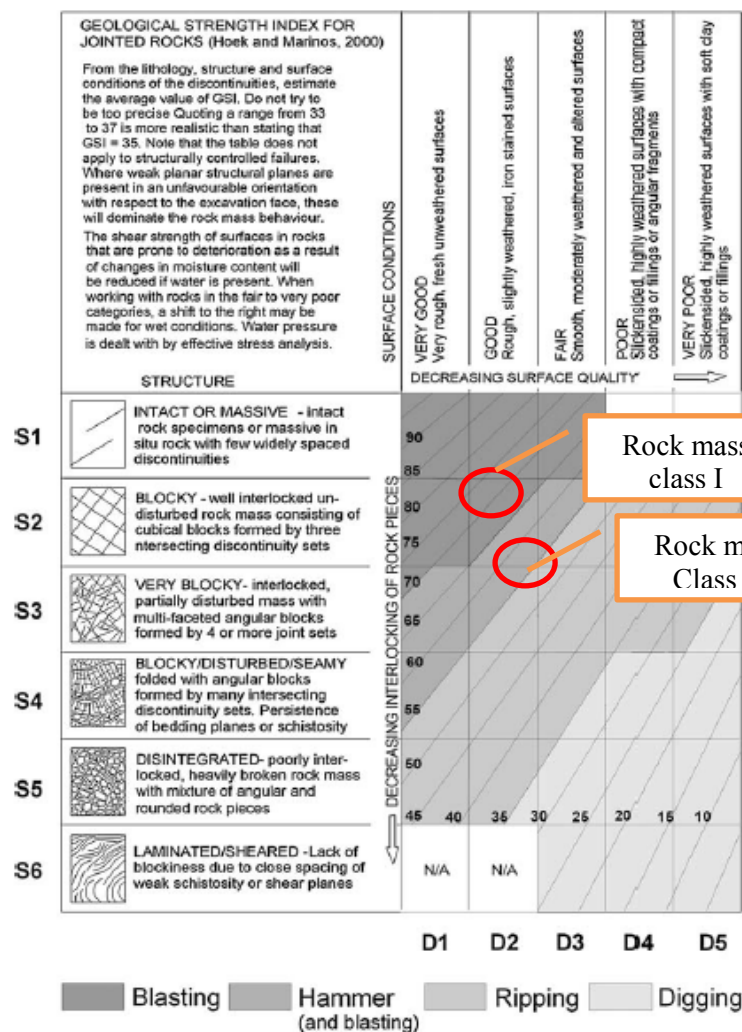 GEOLOGICAL STRENGTH INDEX FOR
JOINTED ROCKS (Hoek and Marinos, 2000)
From the lithology, structure and surface
conditions of the discontinuities, estimate
the average value of GSI. Do not try to
be too precise Quoting a range from 33
to 37 is more realistic than stating that
GSI = 35. Note that the table does not
apply to structurally controlled failures.
Where weak planar structural planes are
present in an unfavourable orientation
with respect to the excavation face, these
will dominate the rock mass behaviour.
The shear strength of surfaces in rocks
that are prone to deterioration as a result
of changes in moisture content will
be reduced if water is present. When
working with rocks in the fair to very poor
categories, a shift to the right may be
made for wet conditions. Water pressure
is dealt with by effective stress analysis.
STRUCTURE
SURFACE CONDITIONS
VERY GOOD
Very rough, fresh unweathered surfaces
GOOD
Rough, slightly weathered, iron stained surfaces
FAIR
Smooth, moderately weathered and altered surfaces
POOR
Slickensided, highly weathered surfaces with compact
coatings or fillings or angular fragments
VERY POOR
Slickensided, highly weathered surfaces with soft clay
coatings or fillings
DECREASING SURFACE QUALITY
DECREASING INTERLOCKING OF ROCK PIECES
S1
INTACT OR MASSIVE - intact
rock specimens or massive in
situ rock with few widely spaced
discontinuities
S2
BLOCKY - well interlocked un-
disturbed rock mass consisting of
cubical blocks formed by three
ntersecting discontinuity sets
S3
VERY BLOCKY- interlocked,
partially disturbed mass with
multi-faceted angular blocks
formed by 4 or more joint sets
S4
BLOCKY/DISTURBED/SEAMY
folded with angular blocks
formed by many intersecting
discontinuity sets. Persistence
of bedding planes or schistosity
S5
DISINTEGRATED- poorly inter-
locked, heavily broken rock mass
with mixture of angular and
rounded rock pieces
S6
LAMINATED/SHEARED -Lack of
blockiness due to close spacing of
weak schistosity or shear planes
90
85
80
75
70
65
60
55
50
45 40 35 30 25 20 15 10
Rock mass
class I
Rock m
Class
N/A N/A
D1 D2 D3 D4 D5
Blasting Hammer Ripping Digging
(and blasting)